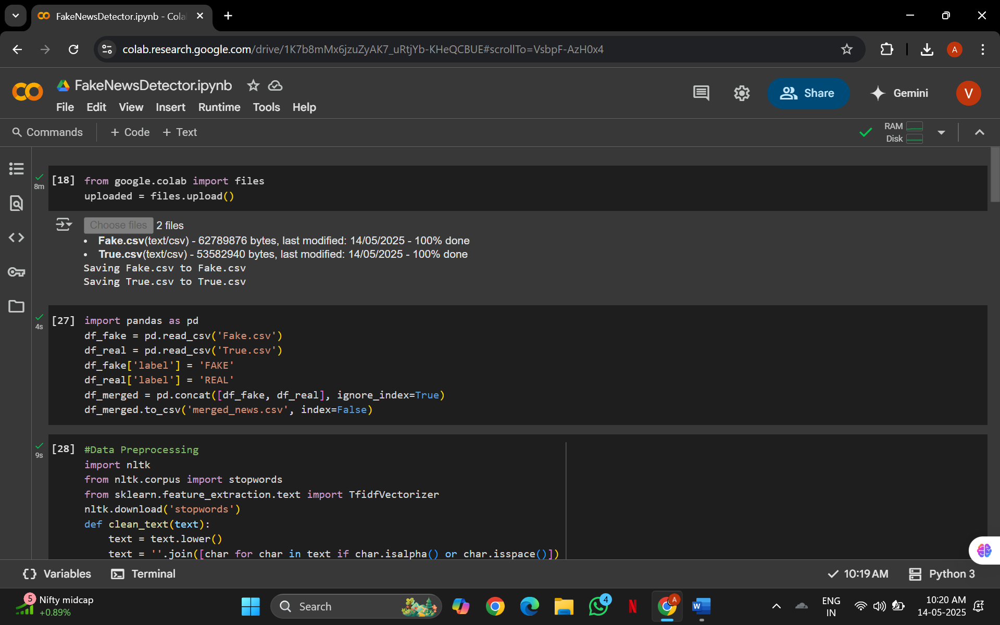 FakeNewsDetector.ipynb - Cola
colab.research.google.com/drive/1K7b8mMx6jzuZyAK7_uRtjYb-KHeQCBUE#scrollTo=VsbpF-AzH0x4
A
FakeNewsDetector.ipynb
File Edit View Insert Runtime Tools Help
Share
Gemini
V
Commands
+ Code + Text
RAM
Disk
8m
[18] from google.colab import files
uploaded = files.upload()
Choose files 2 files
• Fake.csv(text/csv) - 62789876 bytes, last modified: 14/05/2025 - 100% done
• True.csv(text/csv) - 53582940 bytes, last modified: 14/05/2025 - 100% done
Saving Fake.csv to Fake.csv
Saving True.csv to True.csv
4s
[27] import pandas as pd
df_fake = pd.read_csv('Fake.csv')
df_real = pd.read_csv('True.csv')
df_fake['label'] = 'FAKE'
df_real['label'] = 'REAL'
df_merged = pd.concat([df_fake, df_real], ignore_index=True)
df_merged.to_csv('merged_news.csv', index=False)
9s
[28] #Data Preprocessing
import nltk
from nltk.corpus import stopwords
from sklearn.feature_extraction.text import TfidfVectorizer
nltk.download('stopwords')
def clean_text(text):
    text = text.lower()
    text = ''.join([char for char in text if char.isalpha() or char.isspace()])
{} Variables
Terminal
10:19 AM
Python 3
5
Nifty midcap
+0.89%
Search
4
N
A
W
ENG
IN
10:20 AM
14-05-2025